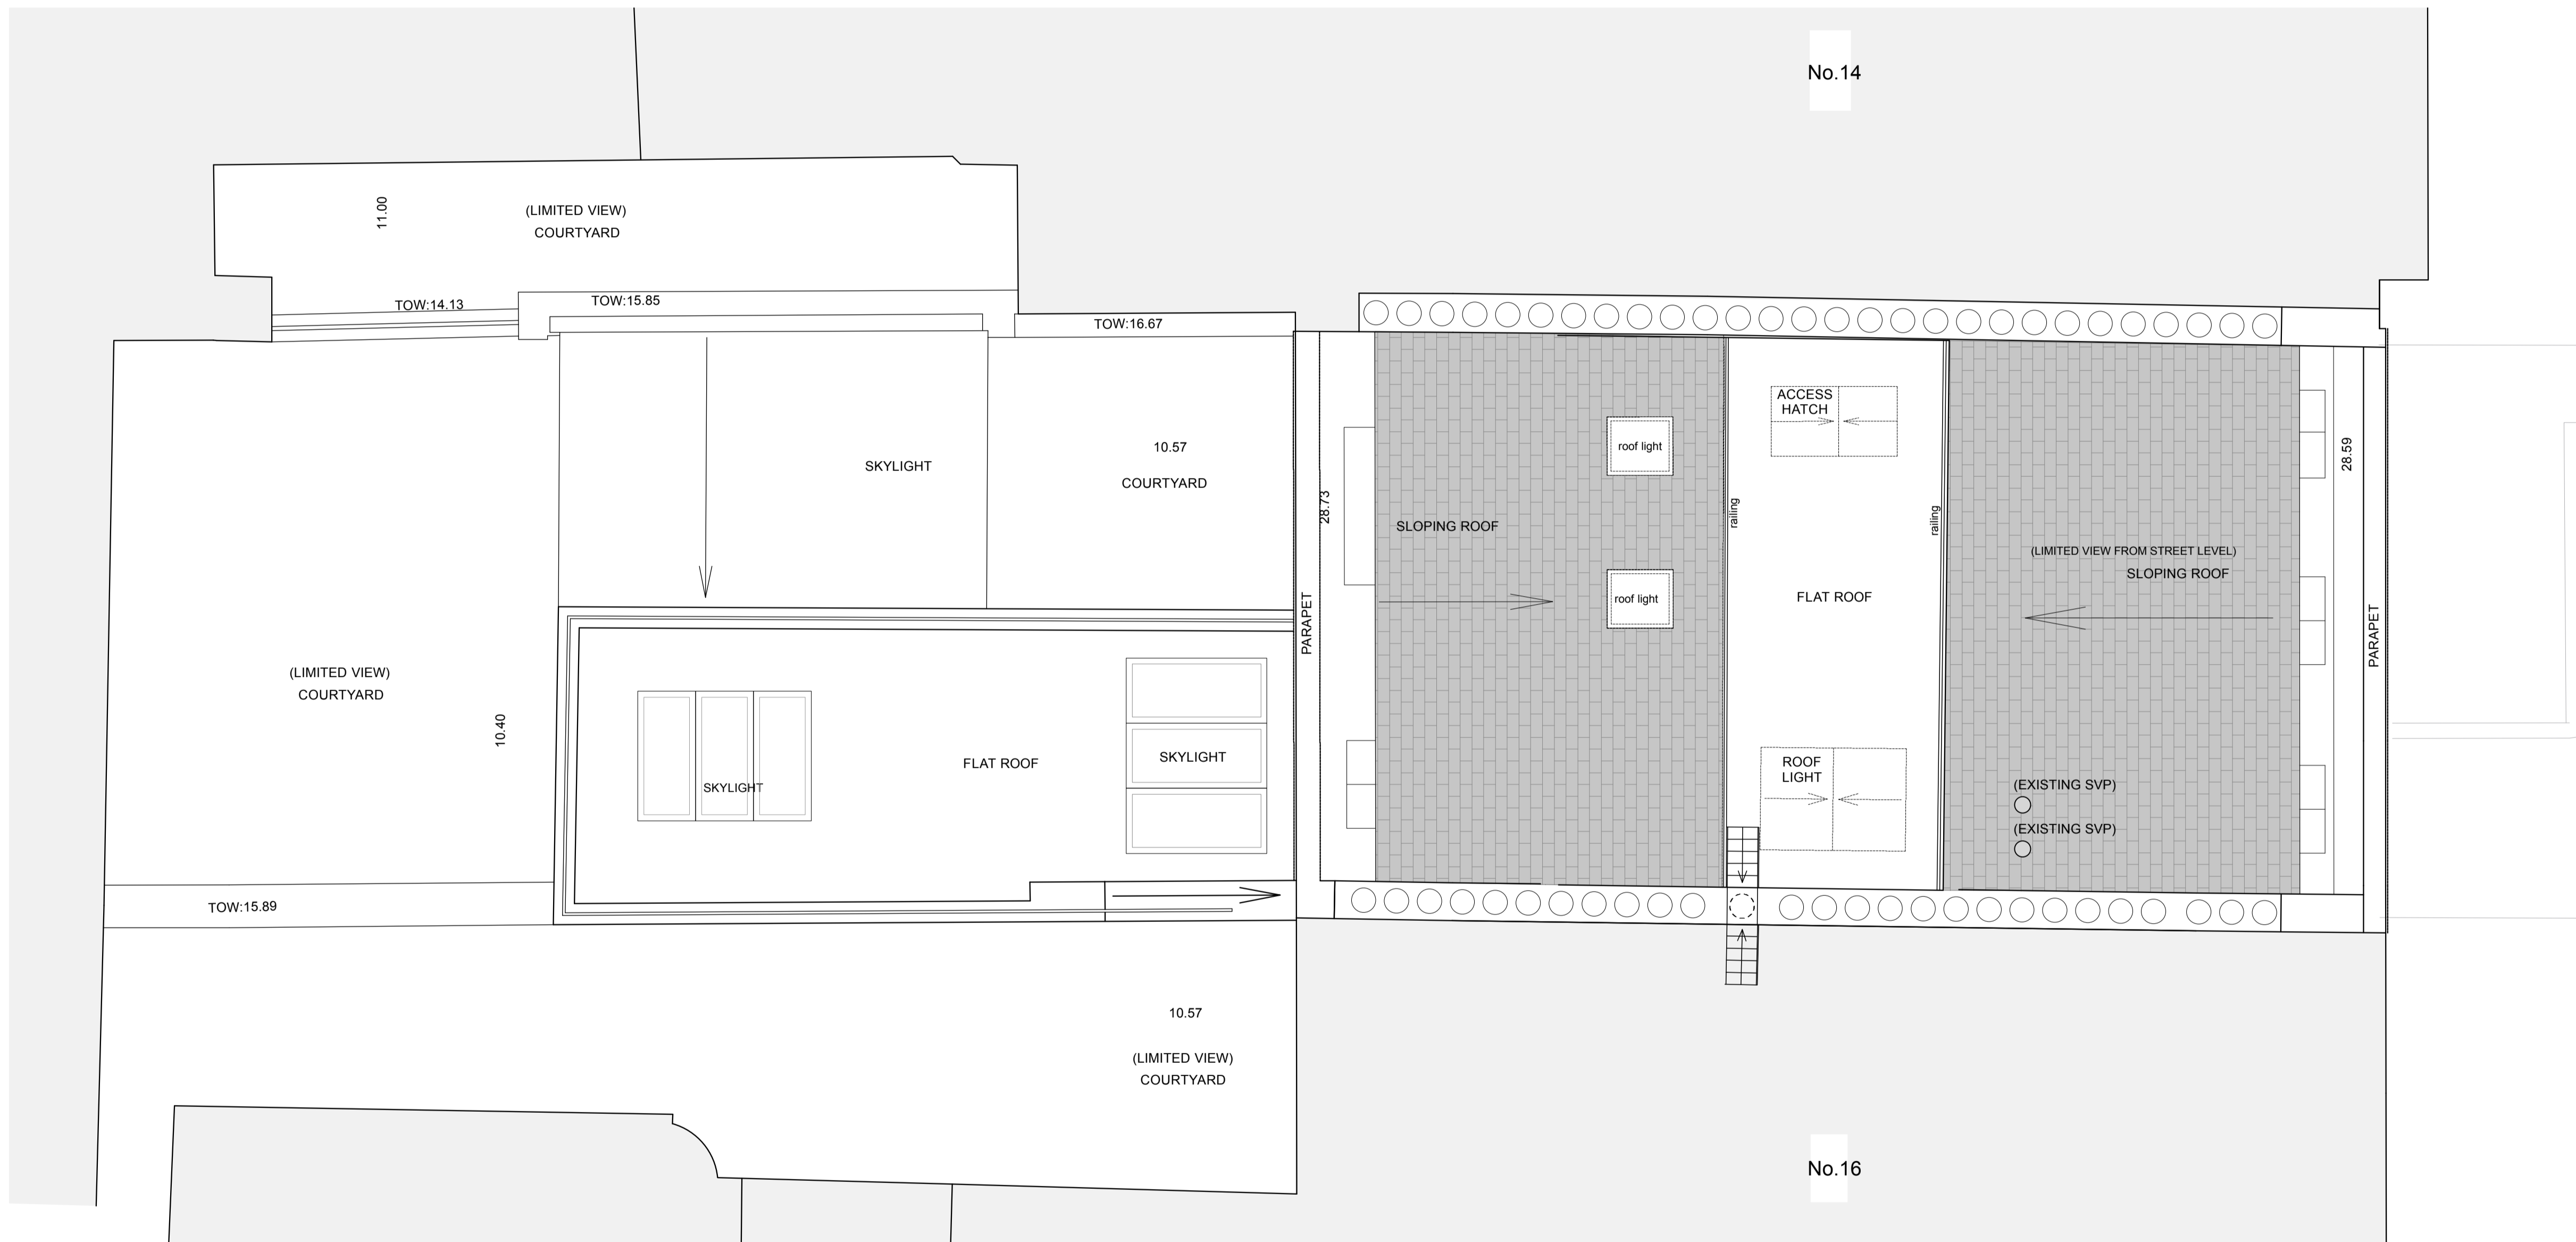 No.14
11.00
(LIMITED VIEW)
COURTYARD
TOW:14.13
TOW:15.85
TOW:16.67
SKYLIGHT
10.57
COURTYARD
28.73
PARAPET
SLOPING ROOF
roof light
roof light
railing
ACCESS
HATCH
FLAT ROOF
ROOF
LIGHT
railing
(LIMITED VIEW FROM STREET LEVEL)
SLOPING ROOF
(EXISTING SVP)
(EXISTING SVP)
28.59
PARAPET
(LIMITED VIEW)
COURTYARD
10.40
SKYLIGHT
FLAT ROOF
SKYLIGHT
TOW:15.89
10.57
(LIMITED VIEW)
COURTYARD
No.16